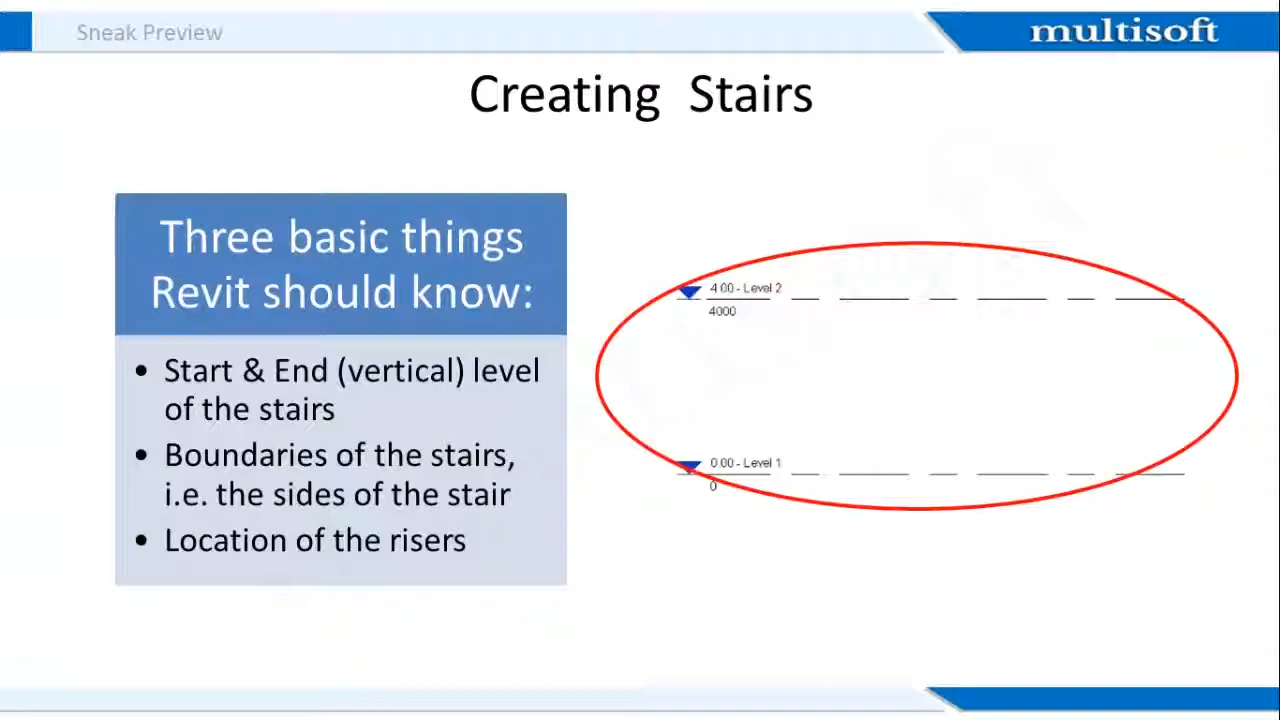 Sneak Preview
multisoft
Creating Stairs
Three basic things
Revit should know:
• Start & End (vertical) level
of the stairs
• Boundaries of the stairs,
i.e. the sides of the stair
• Location of the risers
4.00 - Level 2
4000
0.00 - Level 1
0